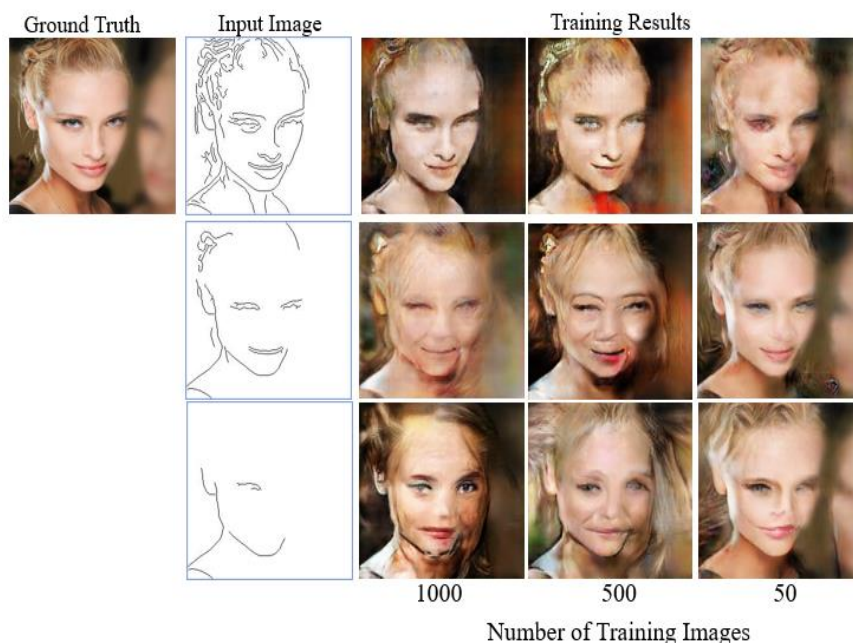 Ground Truth
Input Image
Training Results
1000
500
50
Number of Training Images